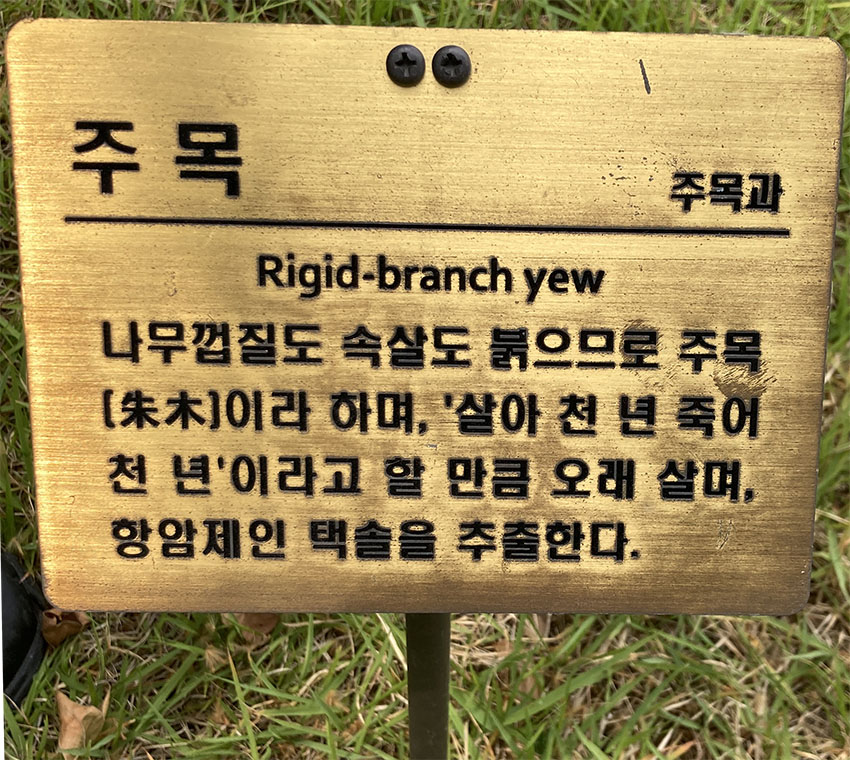 주 목
주목과
Rigid-branch yew
나무껍질도 속살도 붉으므로 주목
[朱木]이라 하며, '살아 천 년 죽어
천 년'이라고 할 만큼 오래 살며,
항암제인 택솔을 추출한다.